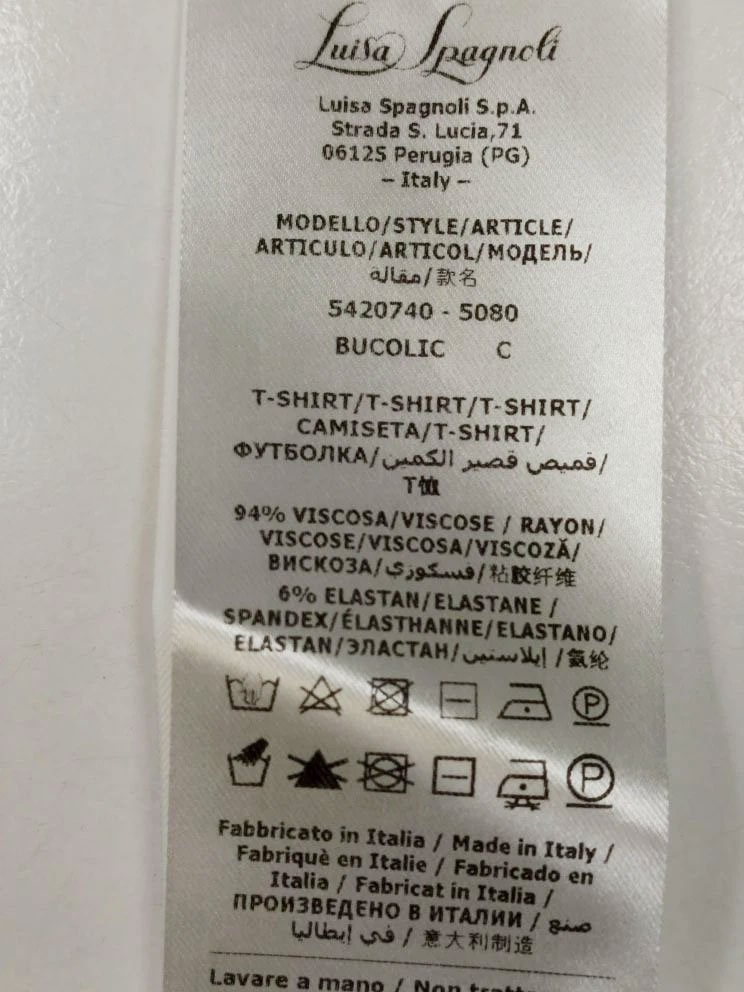 Luisa Spagnoli
Luisa Spagnoli S.p.A.
Strada S. Lucia,71
06125 Perugia (PG)
– Italy –
MODELLO/STYLE/ARTICLE/
ARTICULO/ARTICOL/МОДЕЛЬ/
مقالة/款名
5420740 - 5080
BUCOLIC C
T-SHIRT/T-SHIRT/T-SHIRT/
CAMISETA/T-SHIRT/
ФУТБОЛКА/قميص قصير الكمين/
T恤
94% VISCOSA/VISCOSE / RAYON/
VISCOSE/VISCOSA/VISCOZĂ/
ВИСКОЗА/فسكوزي/粘胶纤维
6% ELASTAN/ELASTANE /
SPANDEX/ÉLASTHANNE/ELASTANO/
ELASTAN/ЭЛАСТАН/إيلاستين/氨纶
P
P
Fabbricato in Italia / Made in Italy /
Fabriquè en Italie / Fabricado en
Italia / Fabricat in Italia /
ПРОИЗВЕДЕНО В ИТАЛИИ / صنع
في إيطاليا / 意大利制造
Lavare a mano / Non